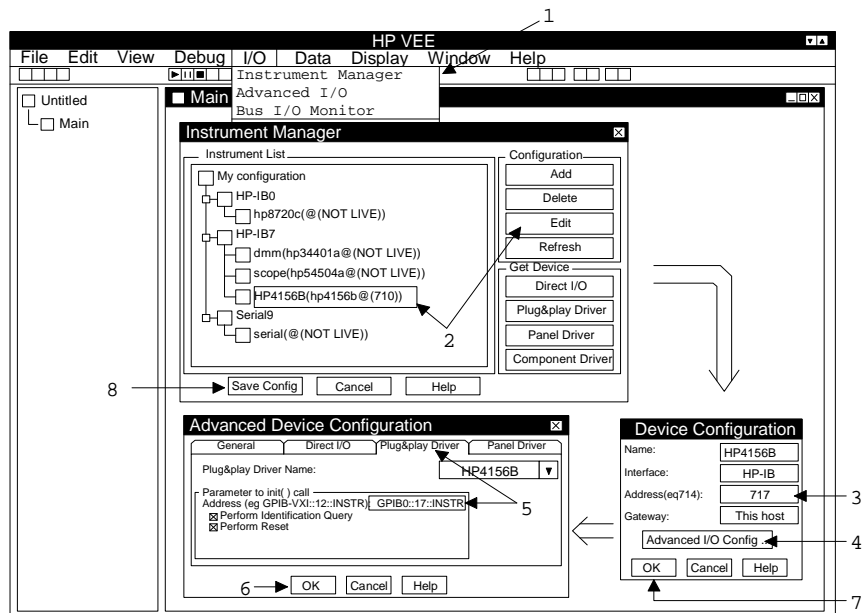 1
HP VEE
File Edit View Debug I/O Data Display Window Help
Instrument Manager
Advanced I/O
Bus I/O Monitor
Untitled
Main
Main
Instrument Manager
Instrument List
My configuration
HP-IB0
hp8720c(@(NOT LIVE))
HP-IB7
dmm(hp34401a@(NOT LIVE))
scope(hp54504a@(NOT LIVE))
HP4156B(hp4156b@(710))
Serial9
serial(@(NOT LIVE))
Configuration
Add
Delete
Edit
Refresh
Get Device
Direct I/O
Plug&play Driver
Panel Driver
Component Driver
2
8
Save Config Cancel Help
Advanced Device Configuration
General Direct I/O Plug&play Driver Panel Driver
Plug&play Driver Name: HP4156B
Parameter to init( ) call
Address (eg GPIB-VXI::12::INSTR): GPIB0::17::INSTR
Perform Identification Query
Perform Reset
5
6
OK Cancel Help
Device Configuration
Name: HP4156B
Interface: HP-IB
Address(eq714): 717
3
Gateway: This host
Advanced I/O Config ..
4
OK Cancel Help
7